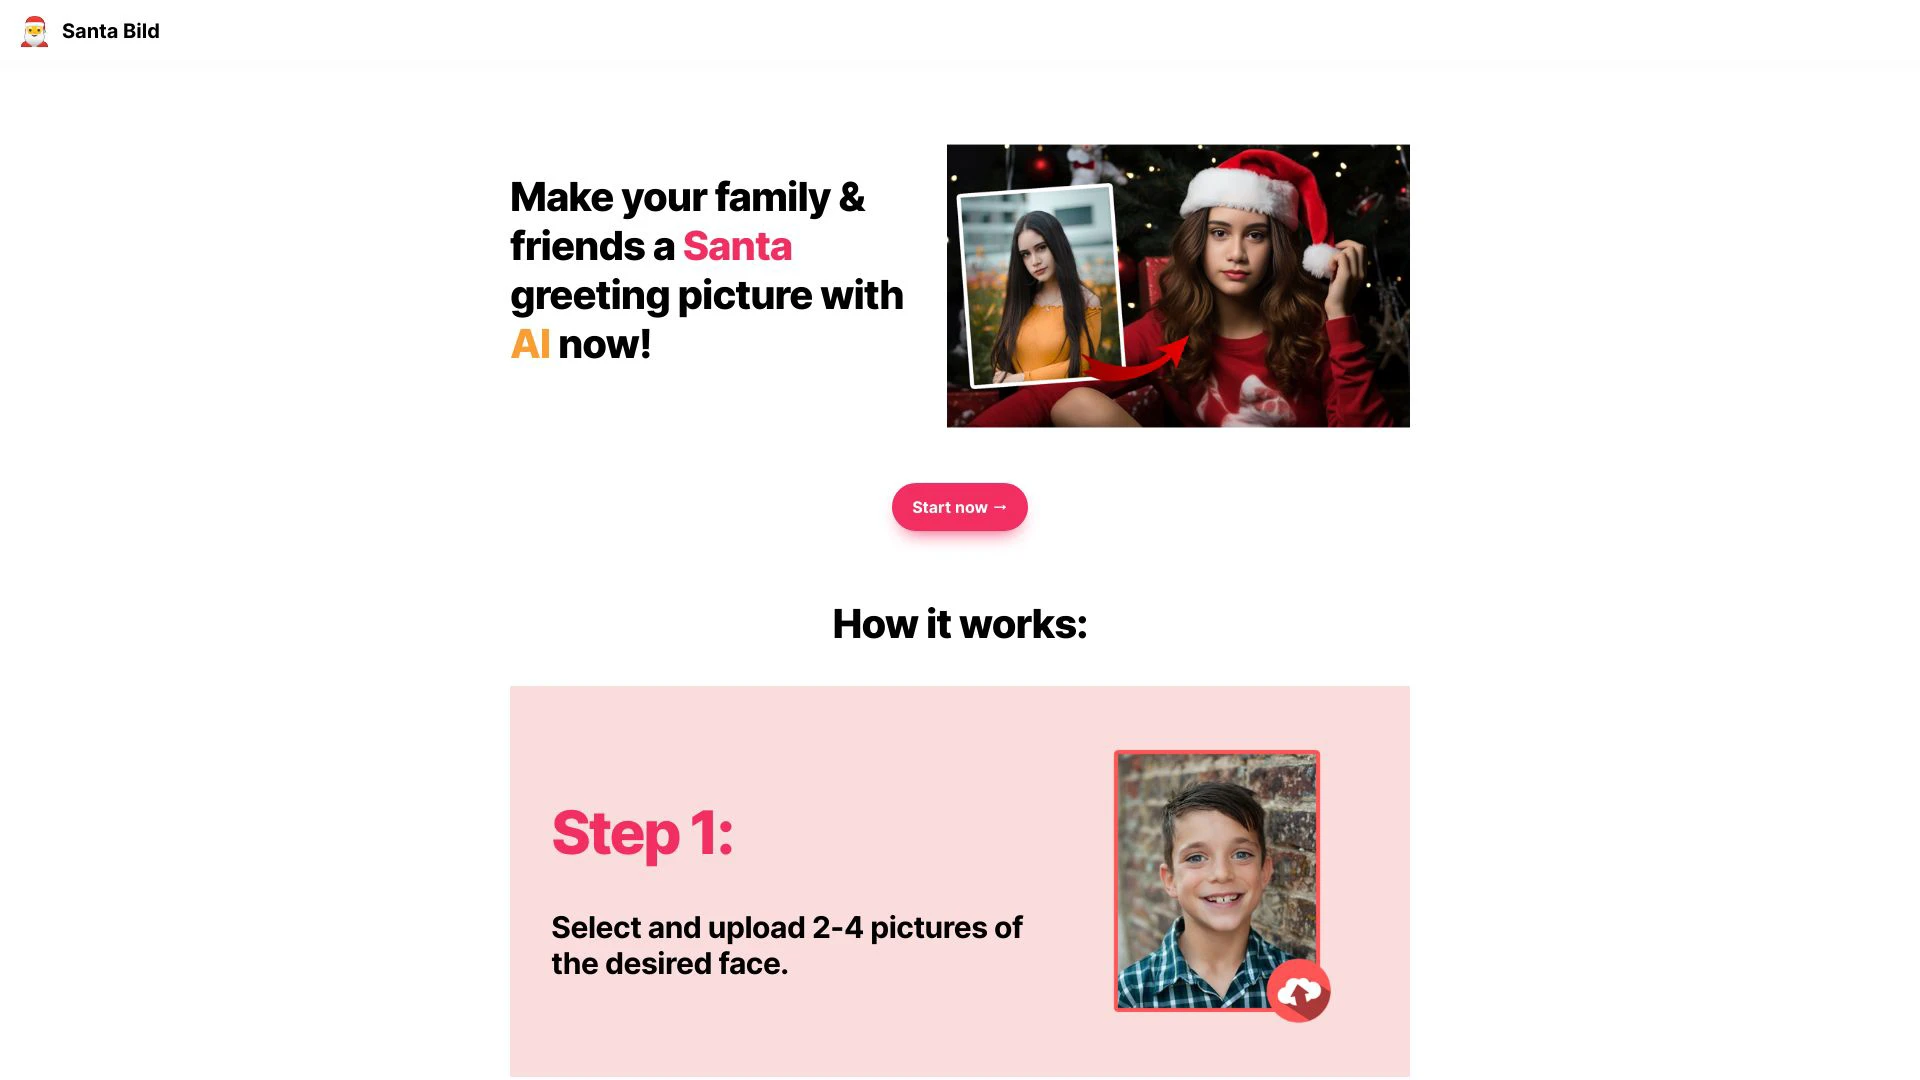 Santa Bild
Make your family &
friends a Santa
greeting picture with
AI now!
Start now →
How it works:
Step 1:
Select and upload 2-4 pictures of
the desired face.